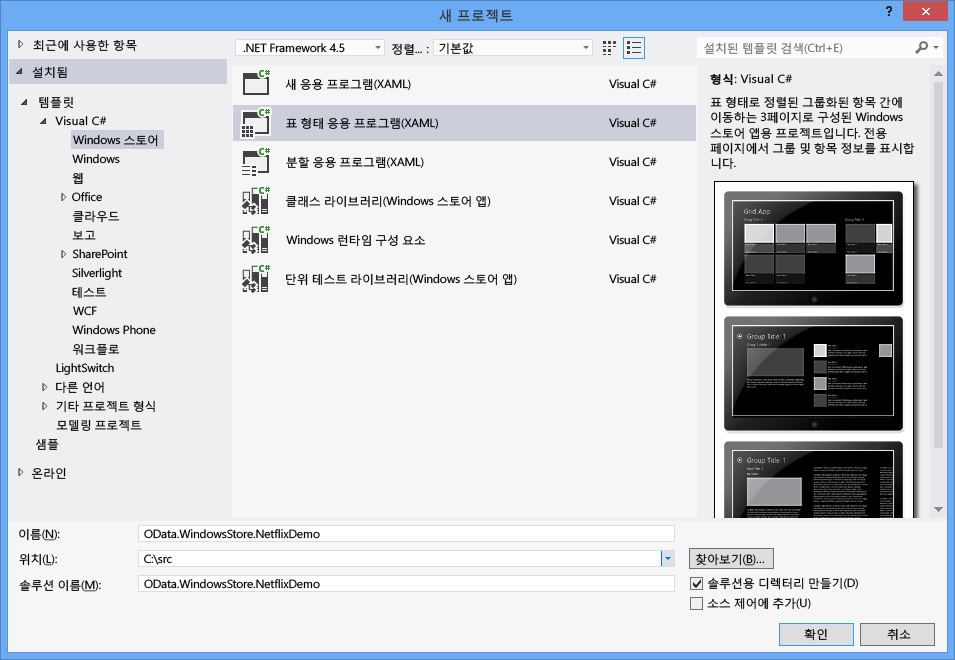 새 프로젝트
?
최근에 사용한 항목
.NET Framework 4.5
정렬... :
기본값
설치된 템플릿 검색(Ctrl+E)
설치됨
템플릿
Visual C#
Windows 스토어
Windows
웹
Office
클라우드
보고
SharePoint
Silverlight
테스트
WCF
Windows Phone
워크플로
LightSwitch
다른 언어
기타 프로젝트 형식
모델링 프로젝트
샘플
온라인
새 응용 프로그램(XAML) Visual C#
표 형태 응용 프로그램(XAML) Visual C#
분할 응용 프로그램(XAML) Visual C#
클래스 라이브러리(Windows 스토어 앱) Visual C#
Windows 런타임 구성 요소 Visual C#
단위 테스트 라이브러리(Windows 스토어 앱) Visual C#
형식: Visual C#
표 형태로 정렬된 그룹화된 항목 간에
이동하는 3페이지로 구성된 Windows
스토어 앱용 프로젝트입니다. 전용
페이지에서 그룹 및 항목 정보를 표시합
니다.
Grid App
Group Title: 1
Group Title: 1
이름(N):
OData.WindowsStore.NetflixDemo
위치(L):
C:\src
찾아보기(B)...
솔루션 이름(M):
OData.WindowsStore.NetflixDemo
솔루션용 디렉터리 만들기(D)
소스 제어에 추가(U)
확인
취소